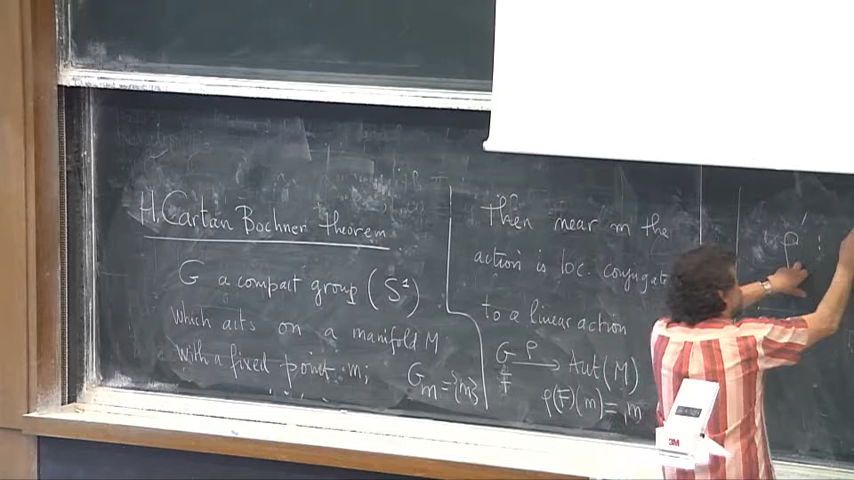 H Cartan Bochner theorem
G a compact group (S¹)
which acts on a manifold M
with a fixed point m;
G_m = {m}
Then near m the
action is loc. conjugate
to a linear action
G →ρ Aut(M)
ρ(F)(m) = m
3M